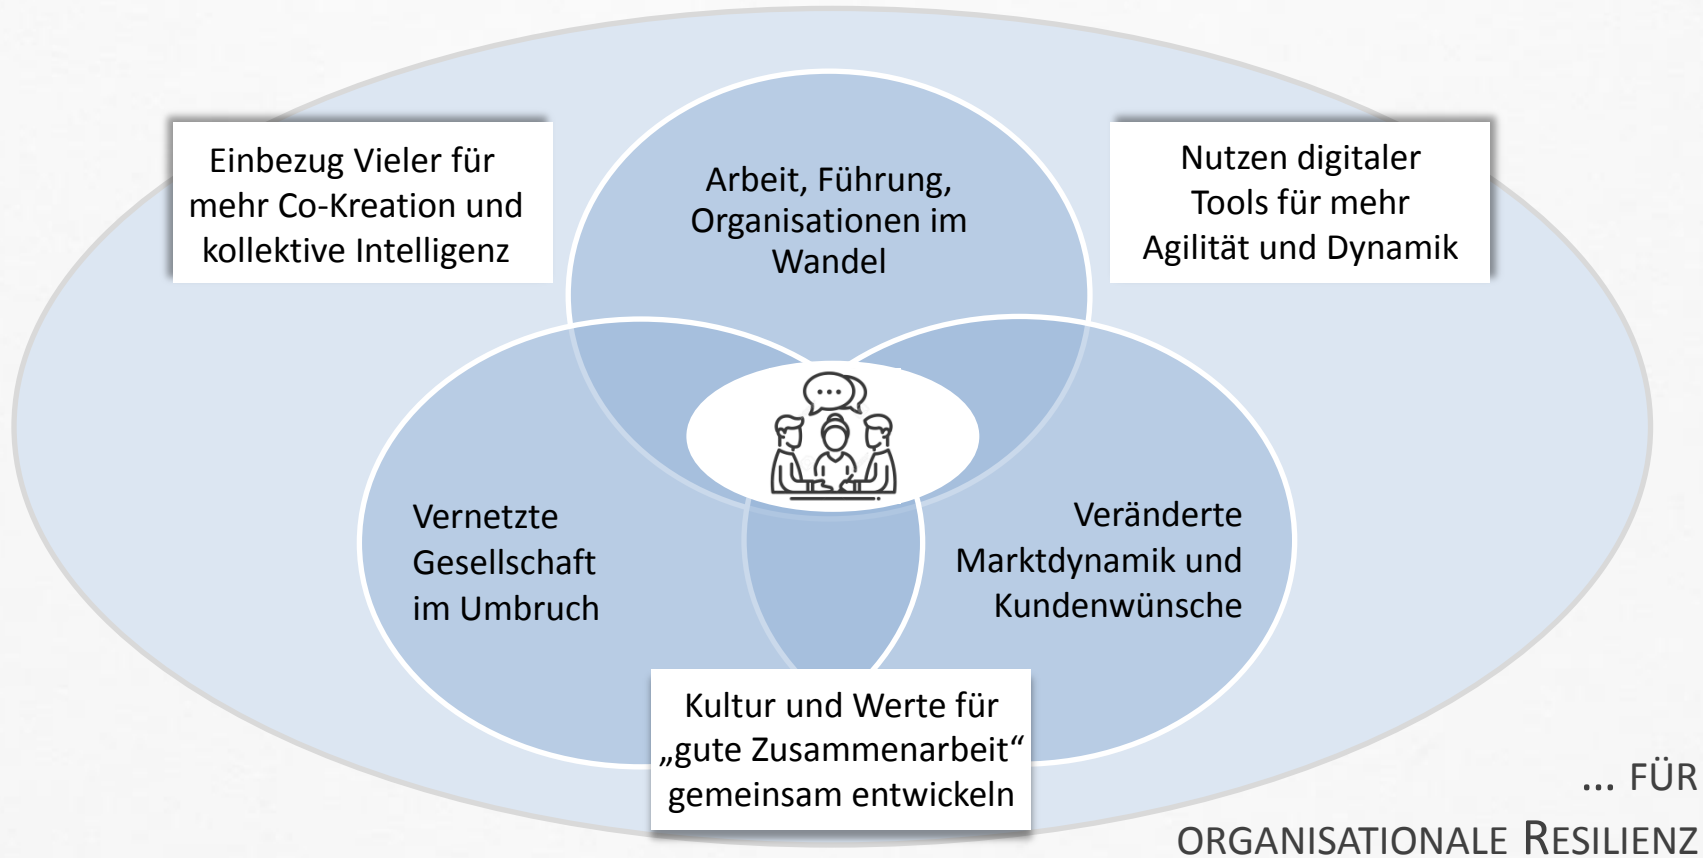 Einbezug Vieler für
mehr Co-Kreation und
kollektive Intelligenz
Arbeit, Führung,
Organisationen im
Wandel
Nutzen digitaler
Tools für mehr
Agilität und Dynamik
Vernetzte
Gesellschaft
im Umbruch
Veränderte
Marktdynamik und
Kundenwünsche
Kultur und Werte für
„gute Zusammenarbeit“
gemeinsam entwickeln
... FÜR
ORGANISATIONALE RESILIENZ